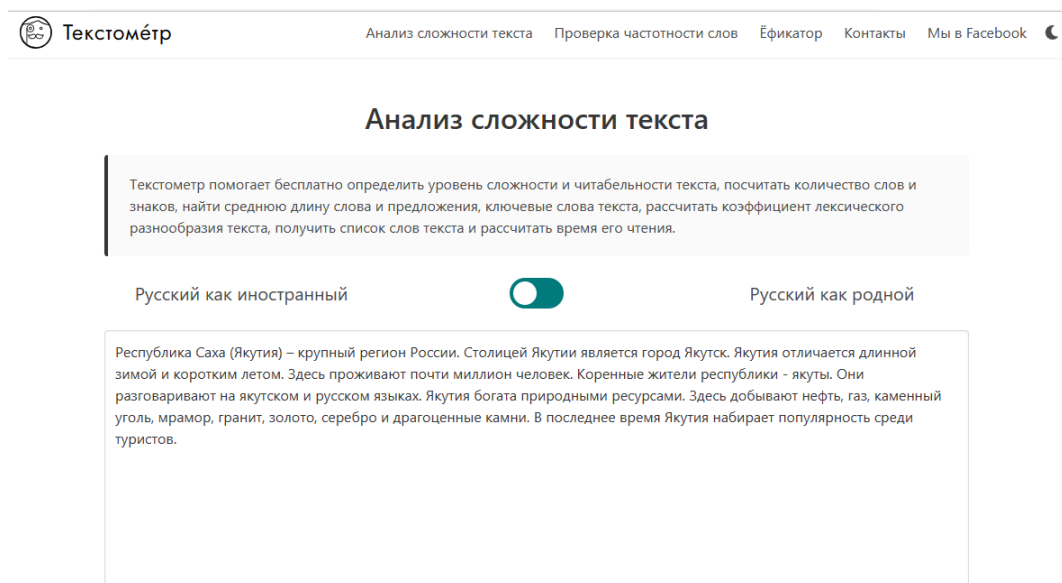 Текстоме́тр
Анализ сложности текста Проверка частотности слов Ёфикатор Контакты Мы в Facebook
Анализ сложности текста
Текстометр помогает бесплатно определить уровень сложности и читабельности текста, посчитать количество слов и
знаков, найти среднюю длину слова и предложения, ключевые слова текста, рассчитать коэффициент лексического
разнообразия текста, получить список слов текста и рассчитать время его чтения.
Русский как иностранный Русский как родной
Республика Саха (Якутия) – крупный регион России. Столицей Якутии является город Якутск. Якутия отличается длинной
зимой и коротким летом. Здесь проживают почти миллион человек. Коренные жители республики - якуты. Они
разговаривают на якутском и русском языках. Якутия богата природными ресурсами. Здесь добывают нефть, газ, каменный
уголь, мрамор, гранит, золото, серебро и драгоценные камни. В последнее время Якутия набирает популярность среди
туристов.